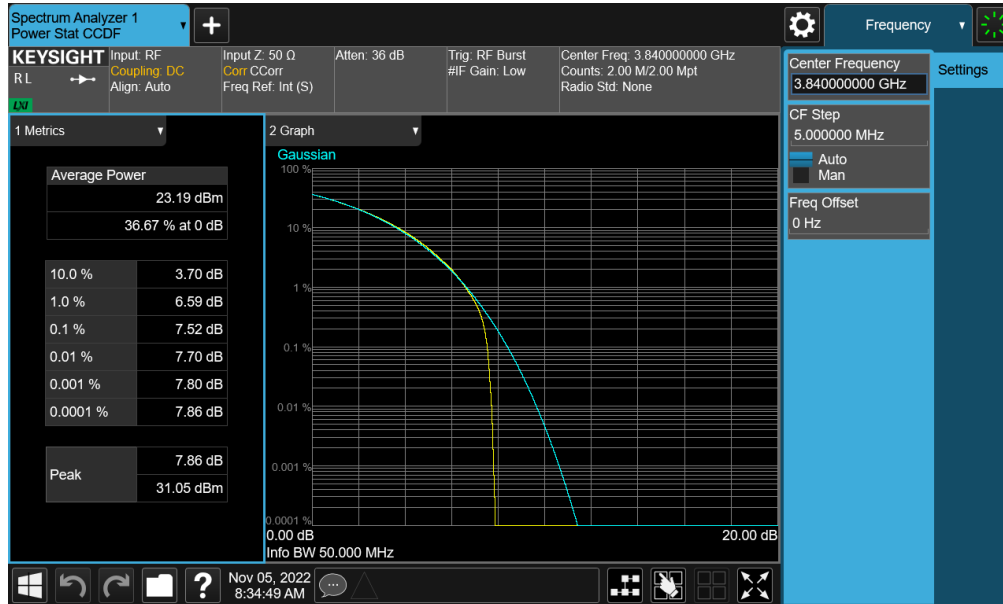 Spectrum Analyzer 1
Power Stat CCDF
Frequency
KEYSIGHT
R L
LXI
Input: RF
Coupling: DC
Align: Auto
Input Z: 50 Ω
Corr CCorr
Freq Ref: Int (S)
Atten: 36 dB
Trig: RF Burst
#IF Gain: Low
Center Freq: 3.840000000 GHz
Counts: 2.00 M/2.00 Mpt
Radio Std: None
Center Frequency
3.840000000 GHz
Settings
CF Step
5.000000 MHz
Auto
Man
Freq Offset
0 Hz
1 Metrics
Average Power
23.19 dBm
36.67 % at 0 dB
10.0 % 3.70 dB
1.0 % 6.59 dB
0.1 % 7.52 dB
0.01 % 7.70 dB
0.001 % 7.80 dB
0.0001 % 7.86 dB
Peak
7.86 dB
31.05 dBm
2 Graph
Gaussian
100 %
10 %
1 %
0.1 %
0.01 %
0.001 %
0.0001 %
0.00 dB 20.00 dB
Info BW 50.000 MHz
?
Nov 05, 2022
8:34:49 AM